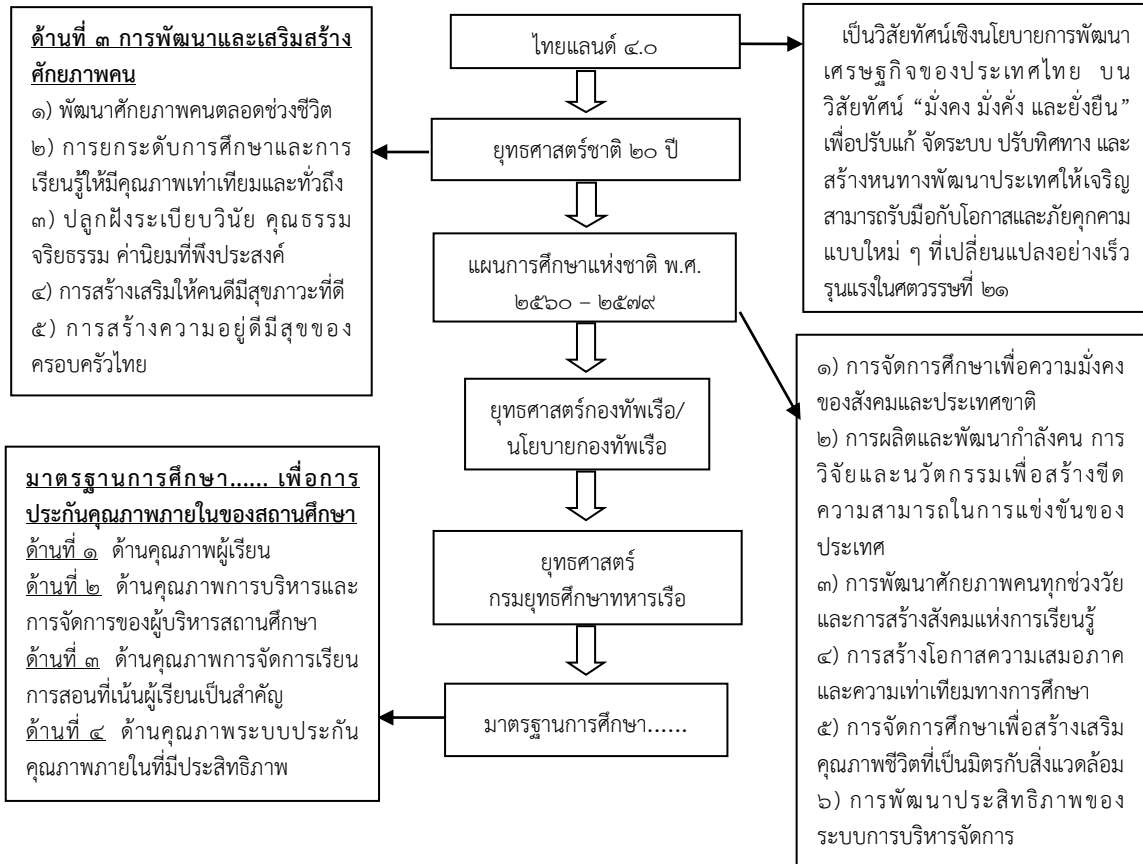 ด้านที่ ๓ การพัฒนาและเสริมสร้าง
ศักยภาพคน
๑) พัฒนาศักยภาพคนตลอดช่วงชีวิต
๒) การยกระดับการศึกษาและการ
เรียนรู้ให้มีคุณภาพเท่าเทียมและทั่วถึง
๓) ปลูกฝังระเบียบวินัย คุณธรรม
จริยธรรม ค่านิยมที่พึงประสงค์
๔) การสร้างเสริมให้คนดีมีสุขภาวะที่ดี
๕) การสร้างความอยู่ดีมีสุขของ
ครอบครัวไทย
ไทยแลนด์ ๔.๐
เป็นวิสัยทัศน์เชิงนโยบายการพัฒนา
เศรษฐกิจของประเทศไทย บน
วิสัยทัศน์ “มั่งคง มั่งคั่ง และยั่งยืน”
เพื่อปรับแก้ จัดระบบ ปรับทิศทาง และ
สร้างหนทางพัฒนาประเทศให้เจริญ
สามารถรับมือกับโอกาสและภัยคุกคาม
แบบใหม่ ๆ ที่เปลี่ยนแปลงอย่างเร็ว
รุนแรงในศตวรรษที่ ๒๑
ยุทธศาสตร์ชาติ ๒๐ ปี
แผนการศึกษาแห่งชาติ พ.ศ.
๒๕๖๐ – ๒๕๗๙
๑) การจัดการศึกษาเพื่อความมั่งคง
ของสังคมและประเทศชาติ
๒) การผลิตและพัฒนากำลังคน การ
วิจัยและนวัตกรรมเพื่อสร้างขีด
ความสามารถในการแข่งขันของ
ประเทศ
๓) การพัฒนาศักยภาพคนทุกช่วงวัย
และการสร้างสังคมแห่งการเรียนรู้
๔) การสร้างโอกาสความเสมอภาค
และความเท่าเทียมทางการศึกษา
๕) การจัดการศึกษาเพื่อสร้างเสริม
คุณภาพชีวิตที่เป็นมิตรกับสิ่งแวดล้อม
๖) การพัฒนาประสิทธิภาพของ
ระบบการบริหารจัดการ
ยุทธศาสตร์กองทัพเรือ/
นโยบายกองทัพเรือ
ยุทธศาสตร์
กรมยุทธศึกษาทหารเรือ
มาตรฐานการศึกษา......
มาตรฐานการศึกษา...... เพื่อการ
ประกันคุณภาพภายในของสถานศึกษา
ด้านที่ ๑ ด้านคุณภาพผู้เรียน
ด้านที่ ๒ ด้านคุณภาพการบริหารและ
การจัดการของผู้บริหารสถานศึกษา
ด้านที่ ๓ ด้านคุณภาพการจัดการเรียน
การสอนที่เน้นผู้เรียนเป็นสำคัญ
ด้านที่ ๔ ด้านคุณภาพระบบประกัน
คุณภาพภายในที่มีประสิทธิภาพ